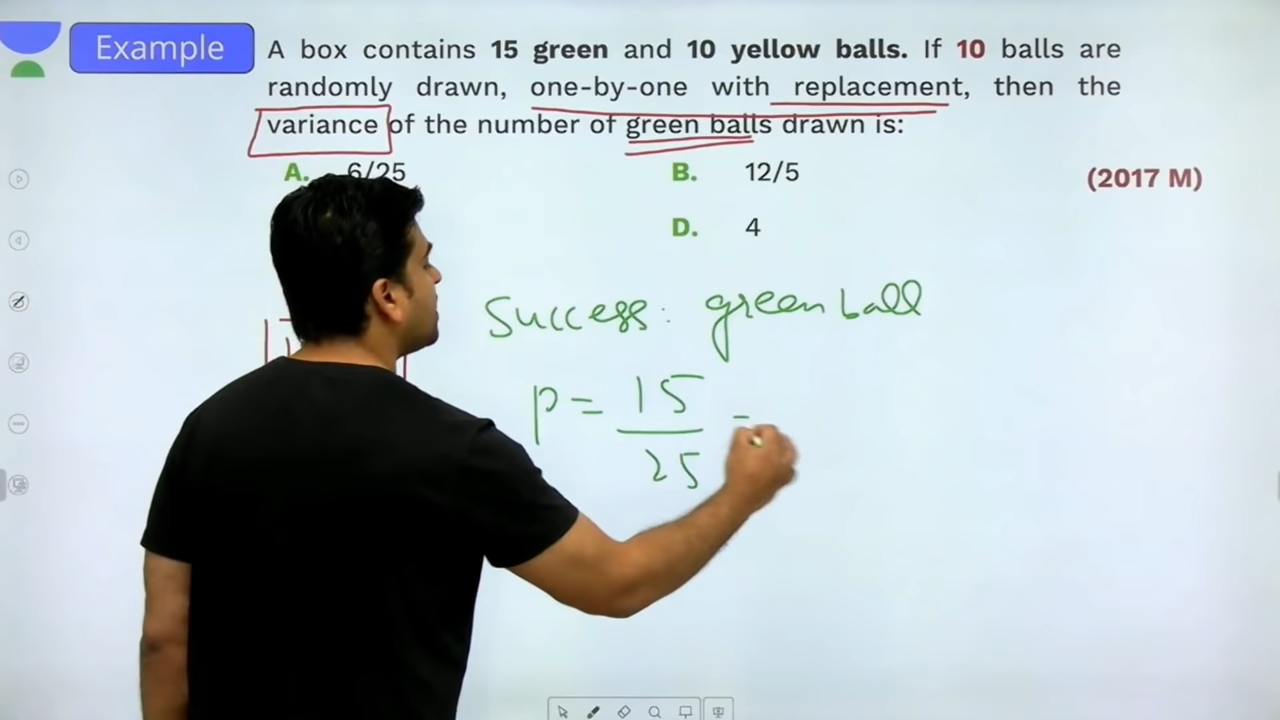 Example
A box contains 15 green and 10 yellow balls. If 10 balls are
randomly drawn, one-by-one with replacement, then the
variance of the number of green balls drawn is:
A. 6/25
B. 12/5
(2017 M)
D. 4
Success: green ball
p = 15/25 =